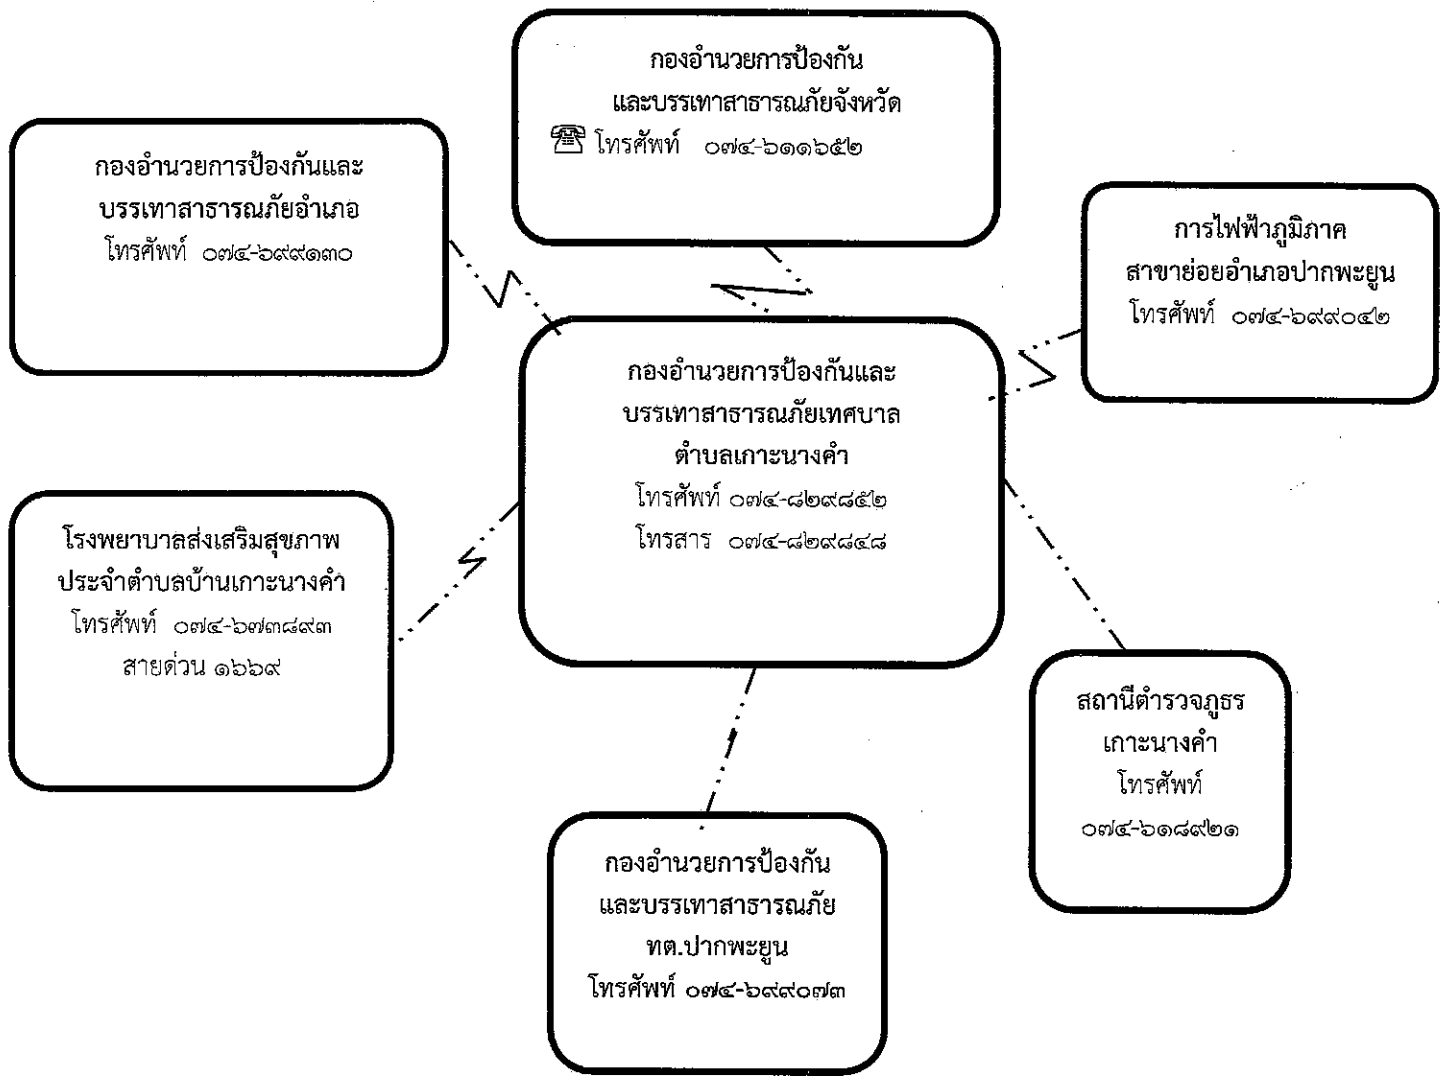 กองอำนวยการป้องกัน
และบรรเทาสาธารณภัยจังหวัด
โทรศัพท์ ๐๗๔-๖๑๑๖๕๒
กองอำนวยการป้องกันและ
บรรเทาสาธารณภัยอำเภอ
โทรศัพท์ ๐๗๔-๖๙๙๑๓๐
การไฟฟ้าภูมิภาค
สาขาย่อยอำเภอปากพะยูน
โทรศัพท์ ๐๗๔-๖๙๙๐๔๒
กองอำนวยการป้องกันและ
บรรเทาสาธารณภัยเทศบาล
ตำบลเกาะนางคำ
โทรศัพท์ ๐๗๔-๘๒๙๘๕๒
โทรสาร ๐๗๔-๘๒๙๘๔๘
โรงพยาบาลส่งเสริมสุขภาพ
ประจำตำบลบ้านเกาะนางคำ
โทรศัพท์ ๐๗๔-๖๗๓๘๙๓
สายด่วน ๑๖๖๙
สถานีตำรวจภูธร
เกาะนางคำ
โทรศัพท์
๐๗๔-๖๑๘๙๒๑
กองอำนวยการป้องกัน
และบรรเทาสาธารณภัย
ทต.ปากพะยูน
โทรศัพท์ ๐๗๔-๖๙๙๐๗๓